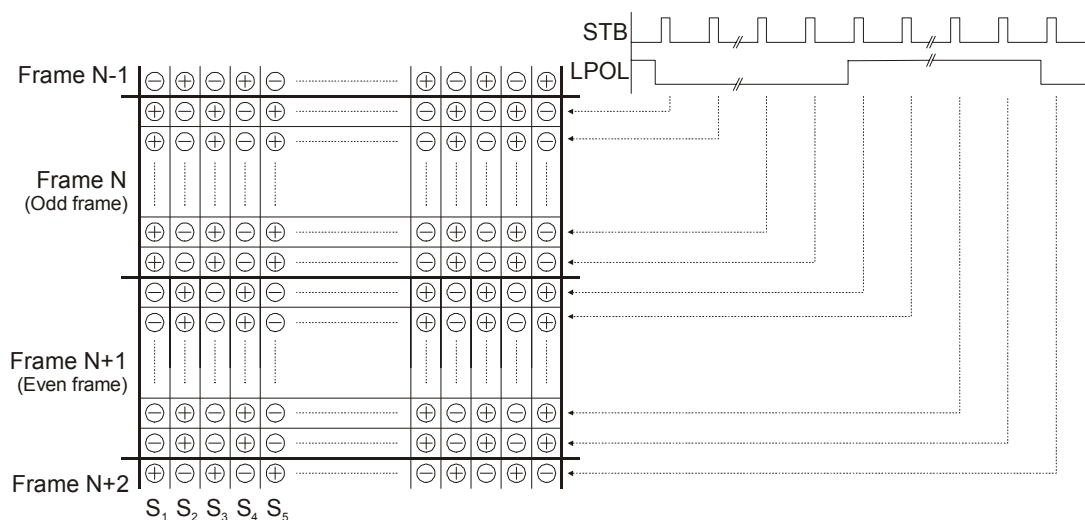 STB
LPOL
Frame N-1
Frame N
(Odd frame)
Frame N+1
(Even frame)
Frame N+2
S₁ S₂ S₃ S₄ S₅